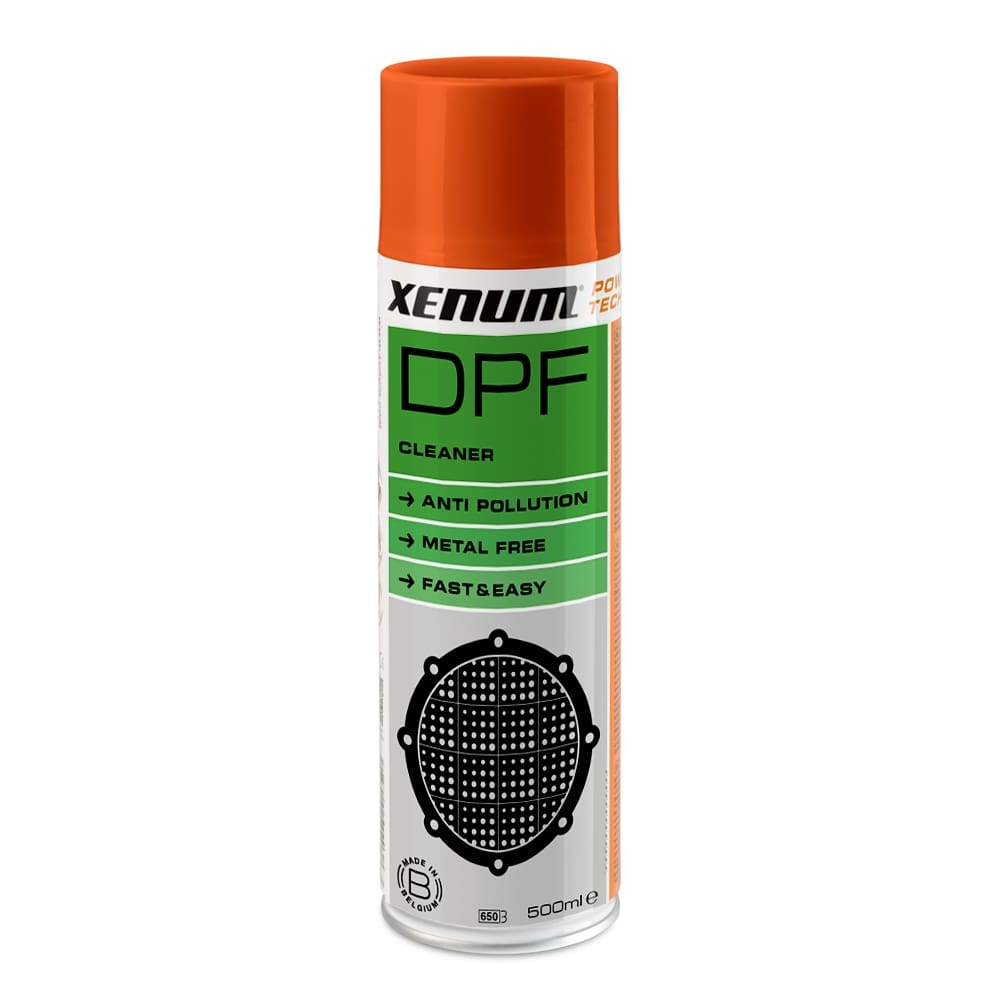 XENUM®
DPF
CLEANER
→ ANTI POLLUTION
→ METAL FREE
→ FAST&EASY
MADE IN
B
BELGIUM
650
500ml e